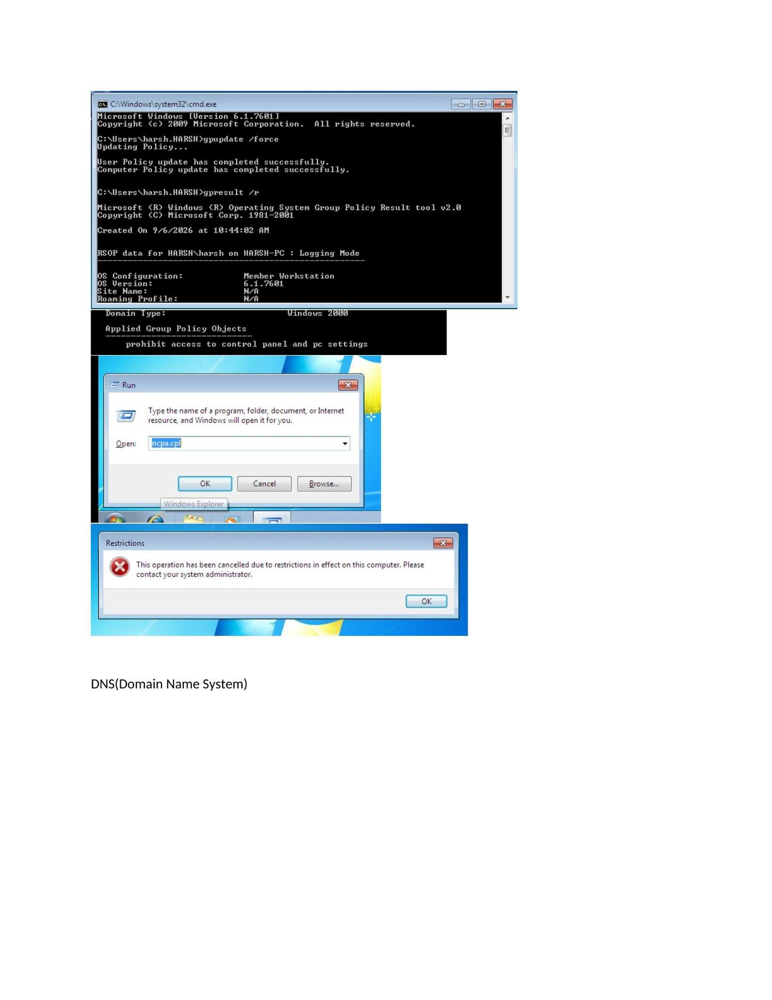 C:\Windows\system32\cmd.exe
Microsoft Windows [Version 6.1.7601]
Copyright (c) 2009 Microsoft Corporation.  All rights reserved.
C:\Users\harsh.HARSH>gpupdate /force
Updating Policy...
User Policy update has completed successfully.
Computer Policy update has completed successfully.
C:\Users\harsh.HARSH>gpresult /r
Microsoft (R) Windows (R) Operating System Group Policy Result tool v2.0
Copyright (C) Microsoft Corp. 1981-2001
Created On 9/6/2026 at 10:44:02 AM
RSOP data for HARSH\harsh on HARSH-PC : Logging Mode
OS Configuration: Member Workstation
OS Version: 6.1.7601
Site Name: N/A
Roaming Profile: N/A
Domain Type: Windows 2000
Applied Group Policy Objects
prohibit access to control panel and pc settings
Run
Type the name of a program, folder, document, or Internet
resource, and Windows will open it for you.
Open: ncpa.cpl
OK Cancel Browse...
Windows Explorer
Restrictions
This operation has been cancelled due to restrictions in effect on this computer. Please
contact your system administrator.
OK
DNS(Domain Name System)